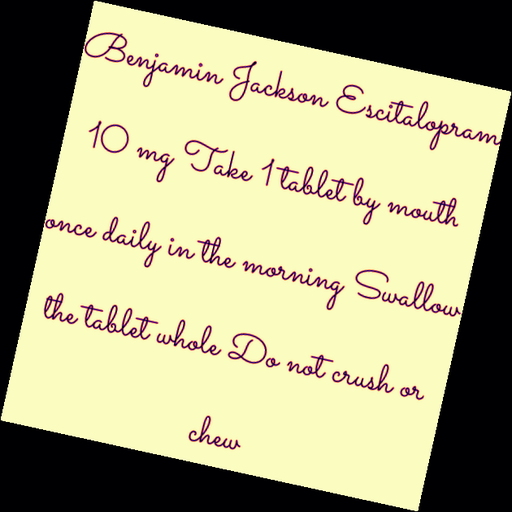 Benjamin Jackson Escitalopram
10 mg Take 1 tablet by mouth
once daily in the morning Swallow
the tablet whole Do not crush or
chew